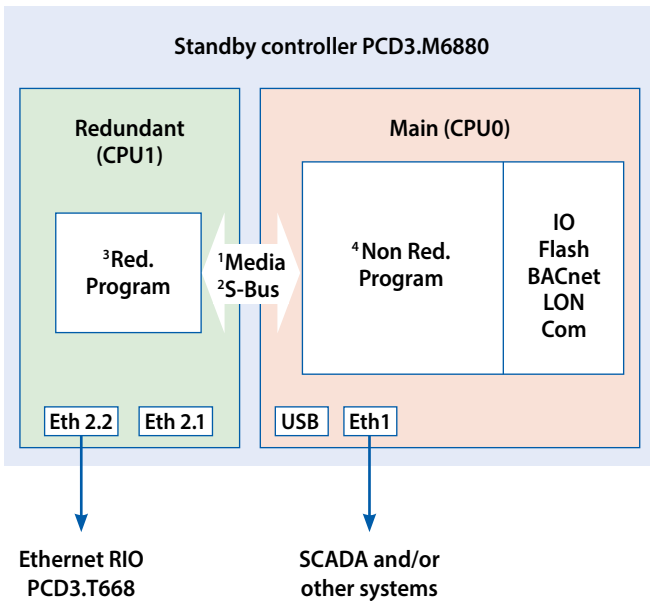 Standby controller PCD3.M6880
Redundant
(CPU1)
Main (CPU0)
³Red.
Program
¹Media
²S-Bus
⁴Non Red.
Program
IO
Flash
BACnet
LON
Com
Eth 2.2
Eth 2.1
USB
Eth1
Ethernet RIO
PCD3.T668
SCADA and/or
other systems